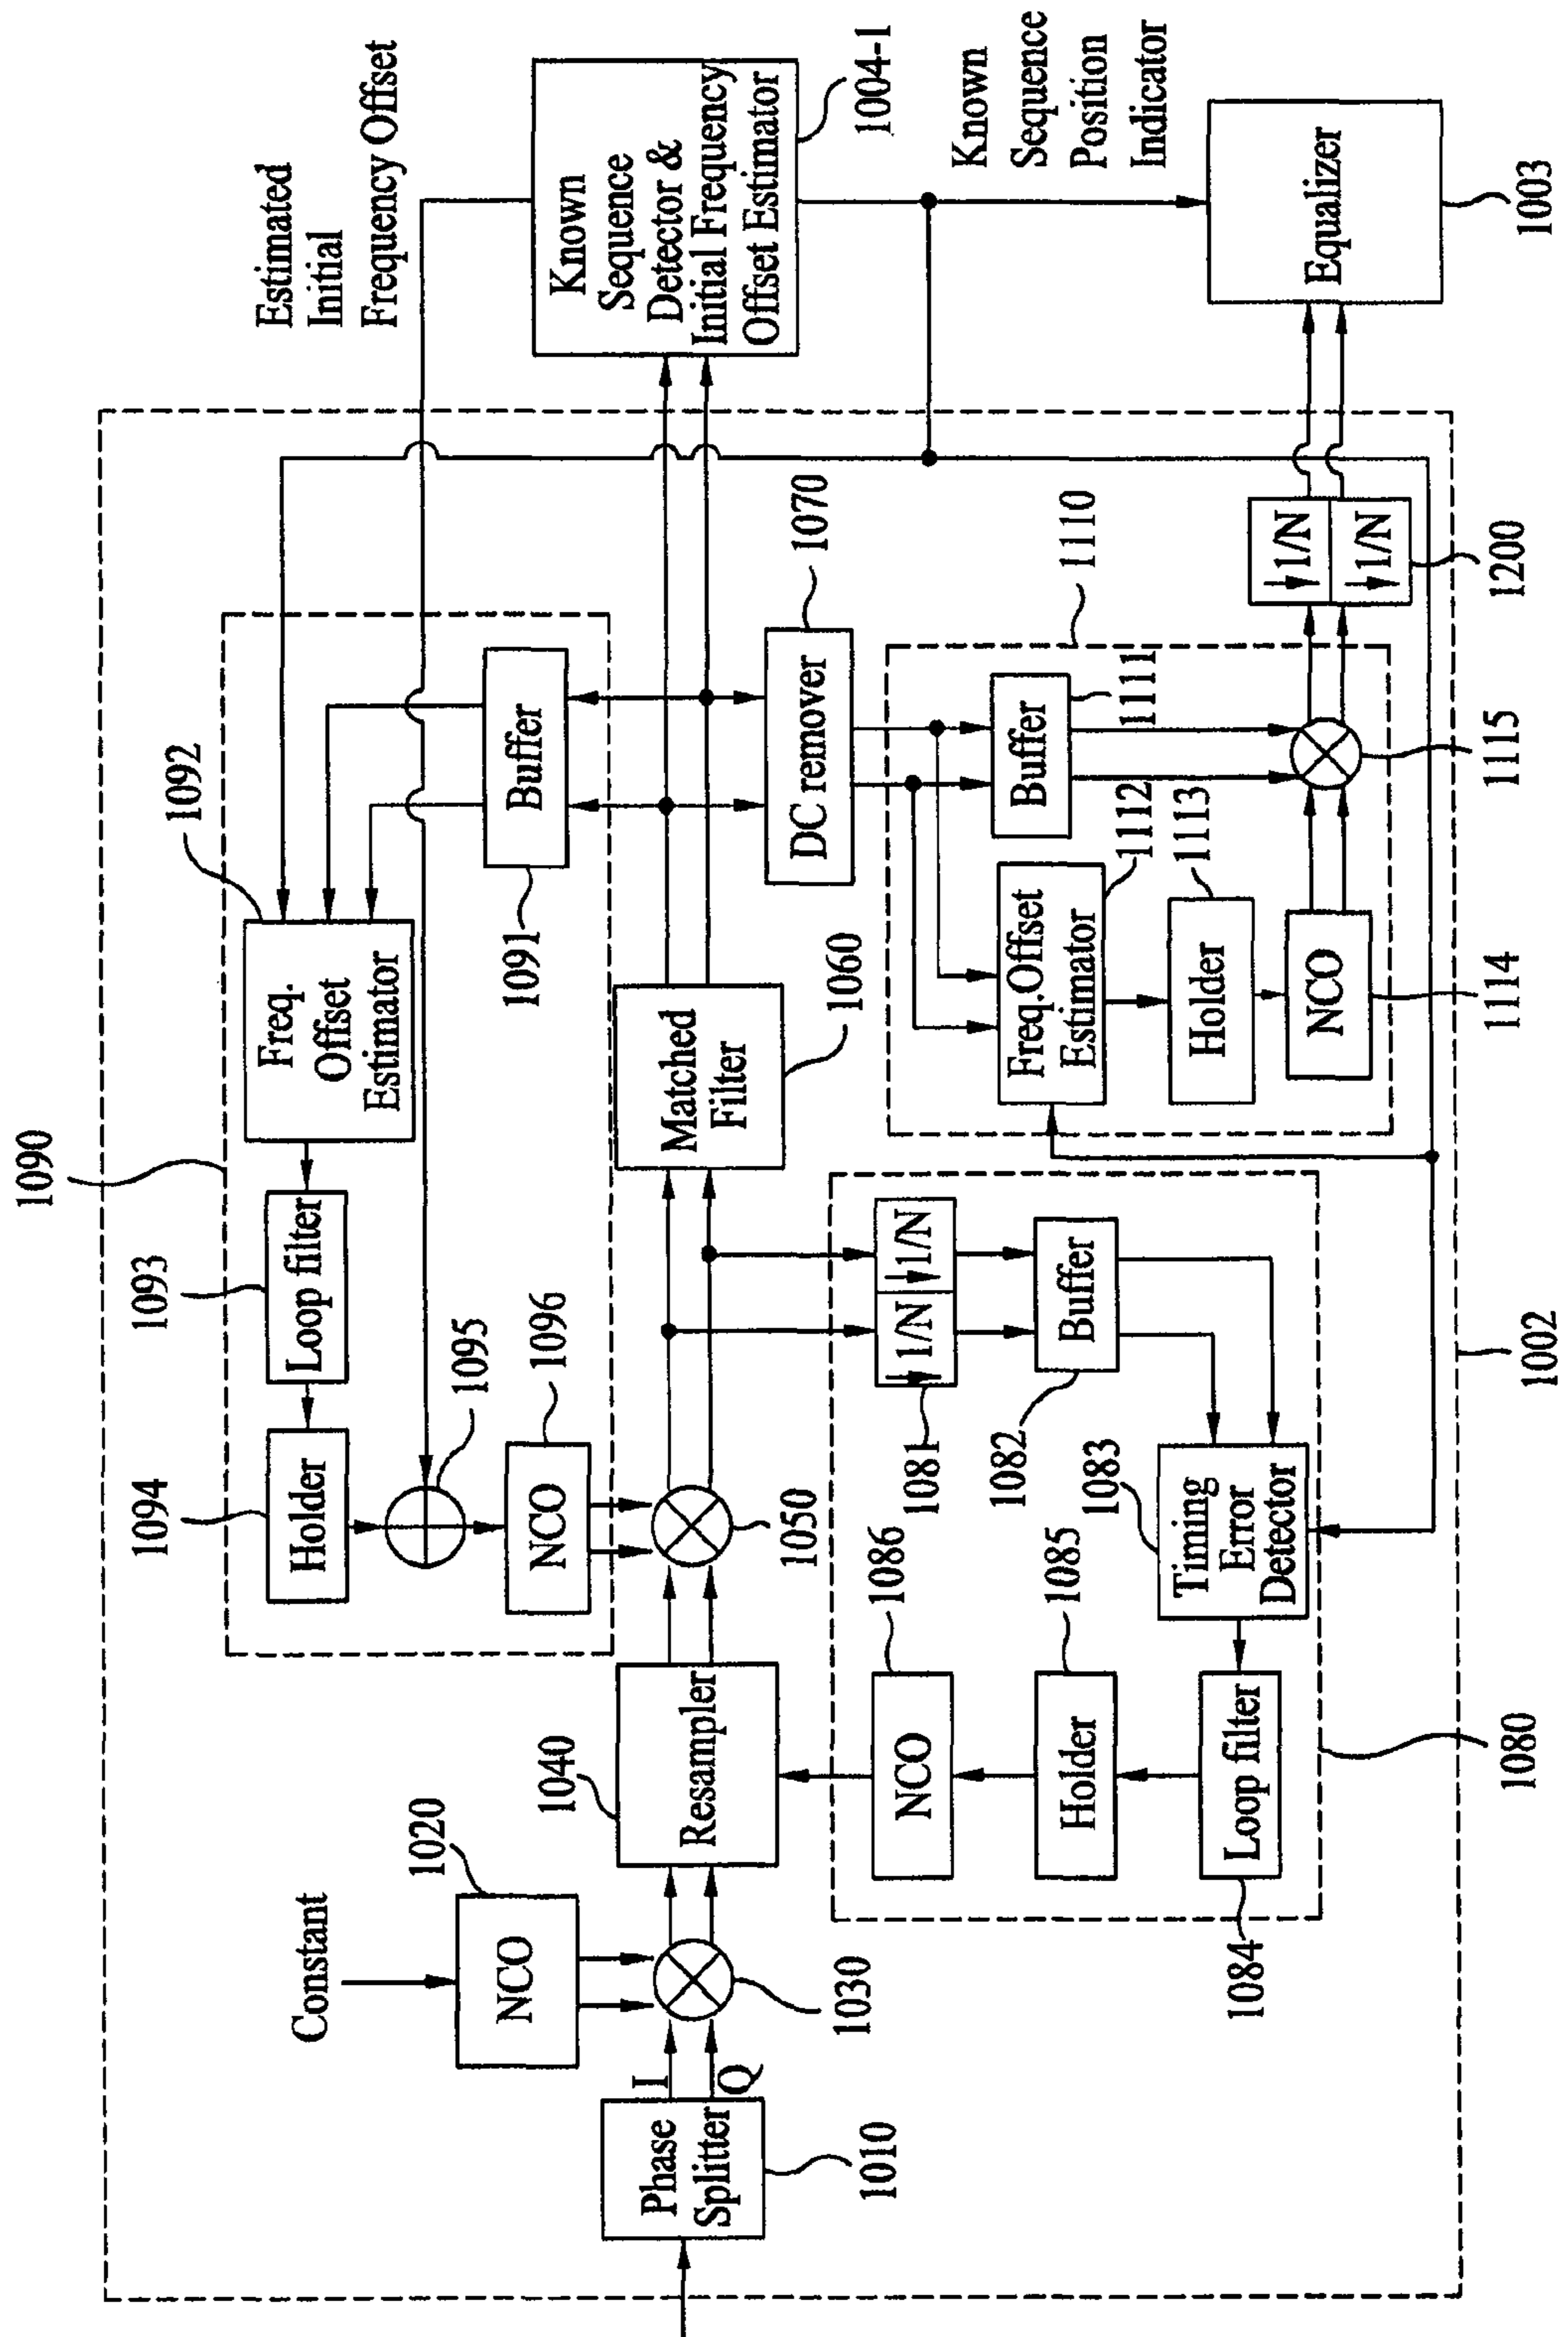 1090
1092
Estimated
Initial
Frequency Offset
1094
1093
Holder
Loop filter
Freq.
Offset
Estimator
1095
1096
NCO
1091
Buffer
Known
Sequence
Detector &
Initial Frequency
Offset Estimator
1004-1
Constant
1020
NCO
1040
Phase
Splitter
I
Q
1010
1030
Resampler
1050
Matched
Filter
1060
DC remover
1070
Known
Sequence
Position
Indicator
1086
NCO
1085
Holder
Loop filter
1084
1083
Timing
Error
Detector
↓1/N
↓1/N
1081
Buffer
1082
1080
1110
Buffer
1111
Freq.Offset
Estimator
1112
Holder
1113
NCO
1114
1115
↓1/N
↓1/N
1200
Equalizer
1003
1002